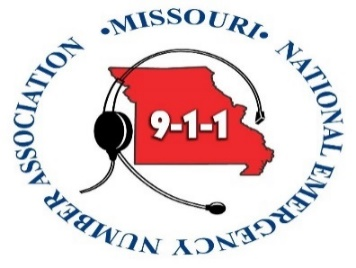 •MISSOURI•
NATIONAL EMERGENCY NUMBER ASSOCIATION
9-1-1